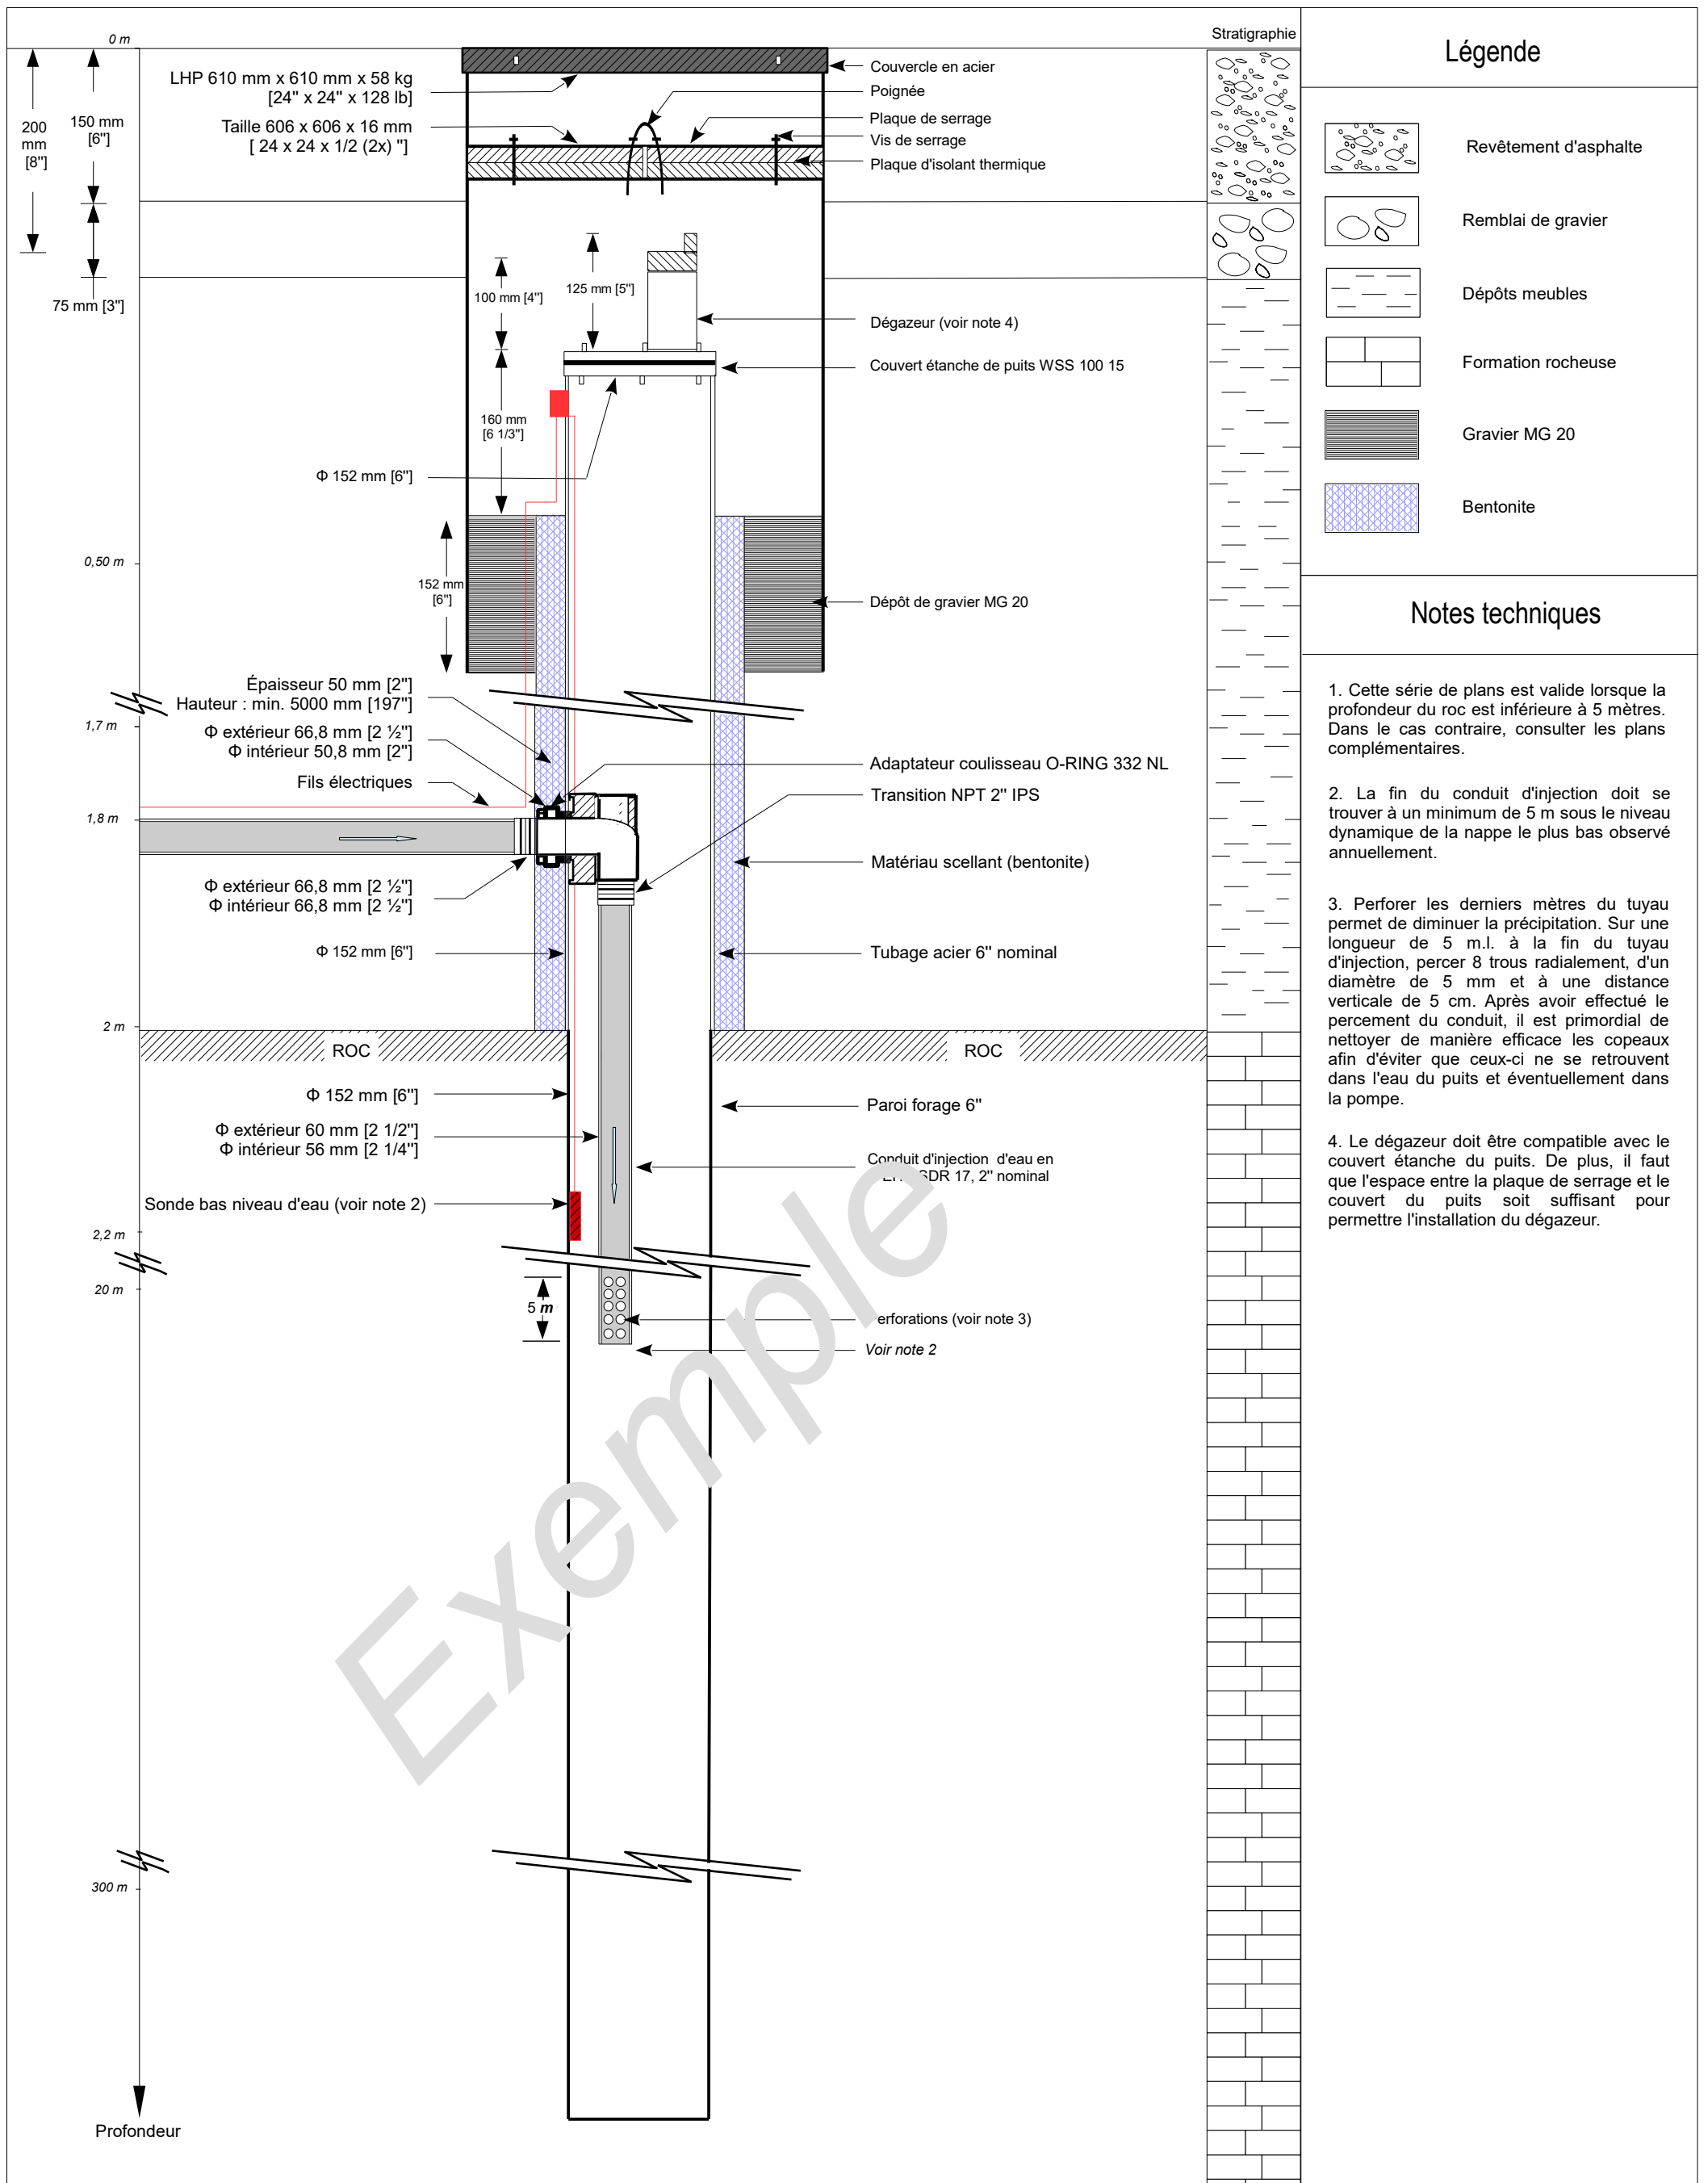 0 m
200
mm
[8"]
150 mm
[6"]
75 mm [3"]
LHP 610 mm x 610 mm x 58 kg
[24" x 24" x 128 lb]
Taille 606 x 606 x 16 mm
[ 24 x 24 x 1/2 (2x) "]
Couvercle en acier
Poignée
Plaque de serrage
Vis de serrage
Plaque d'isolant thermique
100 mm [4"]
125 mm [5"]
Dégazeur (voir note 4)
Couvert étanche de puits WSS 100 15
160 mm
[6 1/3"]
Φ 152 mm [6"]
0,50 m
152 mm
[6"]
Dépôt de gravier MG 20
Épaisseur 50 mm [2"]
Hauteur : min. 5000 mm [197"]
1,7 m
Φ extérieur 66,8 mm [2 ½"]
Φ intérieur 50,8 mm [2"]
Fils électriques
Adaptateur coulisseau O-RING 332 NL
Transition NPT 2" IPS
1,8 m
Matériau scellant (bentonite)
Φ extérieur 66,8 mm [2 ½"]
Φ intérieur 66,8 mm [2 ½"]
Φ 152 mm [6"]
Tubage acier 6" nominal
2 m
ROC
ROC
Φ 152 mm [6"]
Paroi forage 6"
Φ extérieur 60 mm [2 1/2"]
Φ intérieur 56 mm [2 1/4"]
Conduit d'injection d'eau en
SDR 17, 2" nominal
Sonde bas niveau d'eau (voir note 2)
2,2 m
20 m
5 m
erforations (voir note 3)
Voir note 2
Exemple
300 m
Profondeur
Stratigraphie
Légende
Revêtement d'asphalte
Remblai de gravier
Dépôts meubles
Formation rocheuse
Gravier MG 20
Bentonite
Notes techniques
1. Cette série de plans est valide lorsque la
profondeur du roc est inférieure à 5 mètres.
Dans le cas contraire, consulter les plans
complémentaires.
2. La fin du conduit d'injection doit se
trouver à un minimum de 5 m sous le niveau
dynamique de la nappe le plus bas observé
annuellement.
3. Perforer les derniers mètres du tuyau
permet de diminuer la précipitation. Sur une
longueur de 5 m.l. à la fin du tuyau
d'injection, percer 8 trous radialement, d'un
diamètre de 5 mm et à une distance
verticale de 5 cm. Après avoir effectué le
percement du conduit, il est primordial de
nettoyer de manière efficace les copeaux
afin d'éviter que ceux-ci ne se retrouvent
dans l'eau du puits et éventuellement dans
la pompe.
4. Le dégazeur doit être compatible avec le
couvert étanche du puits. De plus, il faut
que l'espace entre la plaque de serrage et le
couvert du puits soit suffisant pour
permettre l'installation du dégazeur.